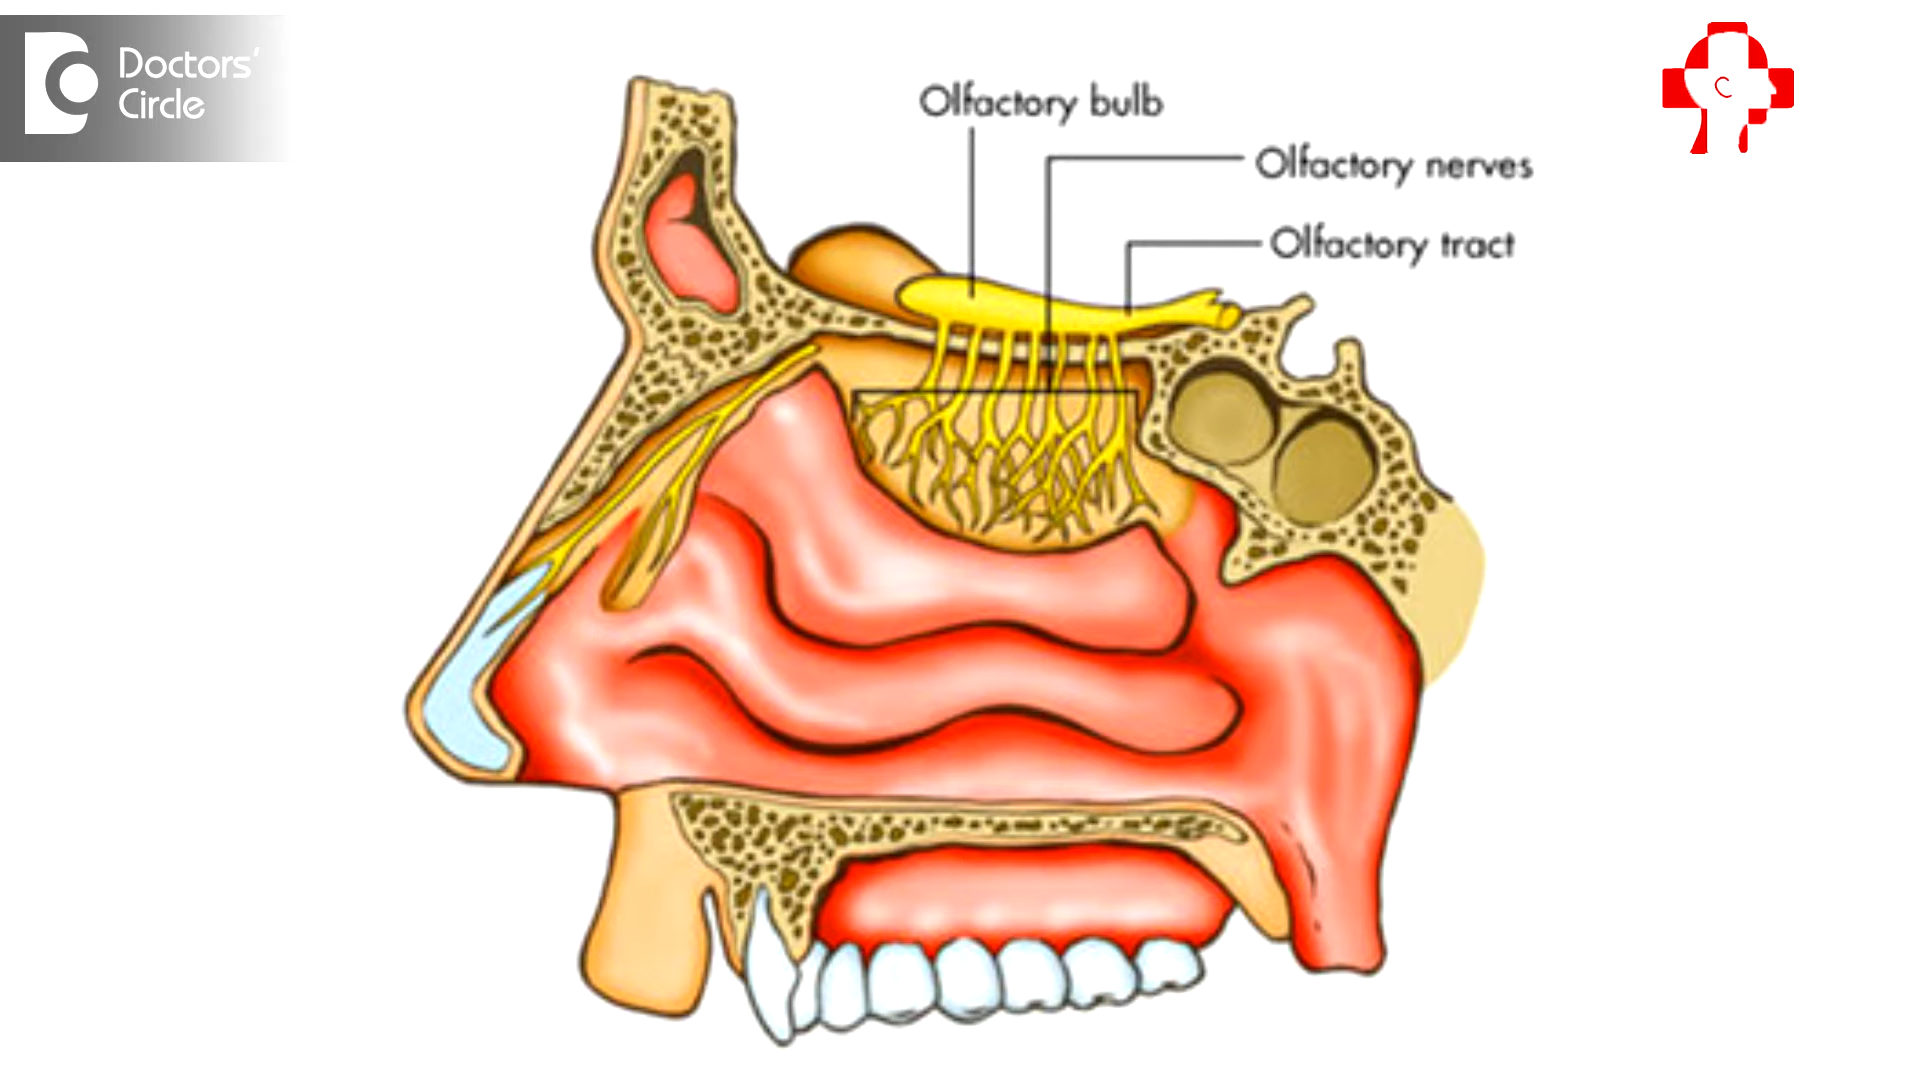 Doctors'
Circle
Olfactory bulb
Olfactory nerves
Olfactory tract